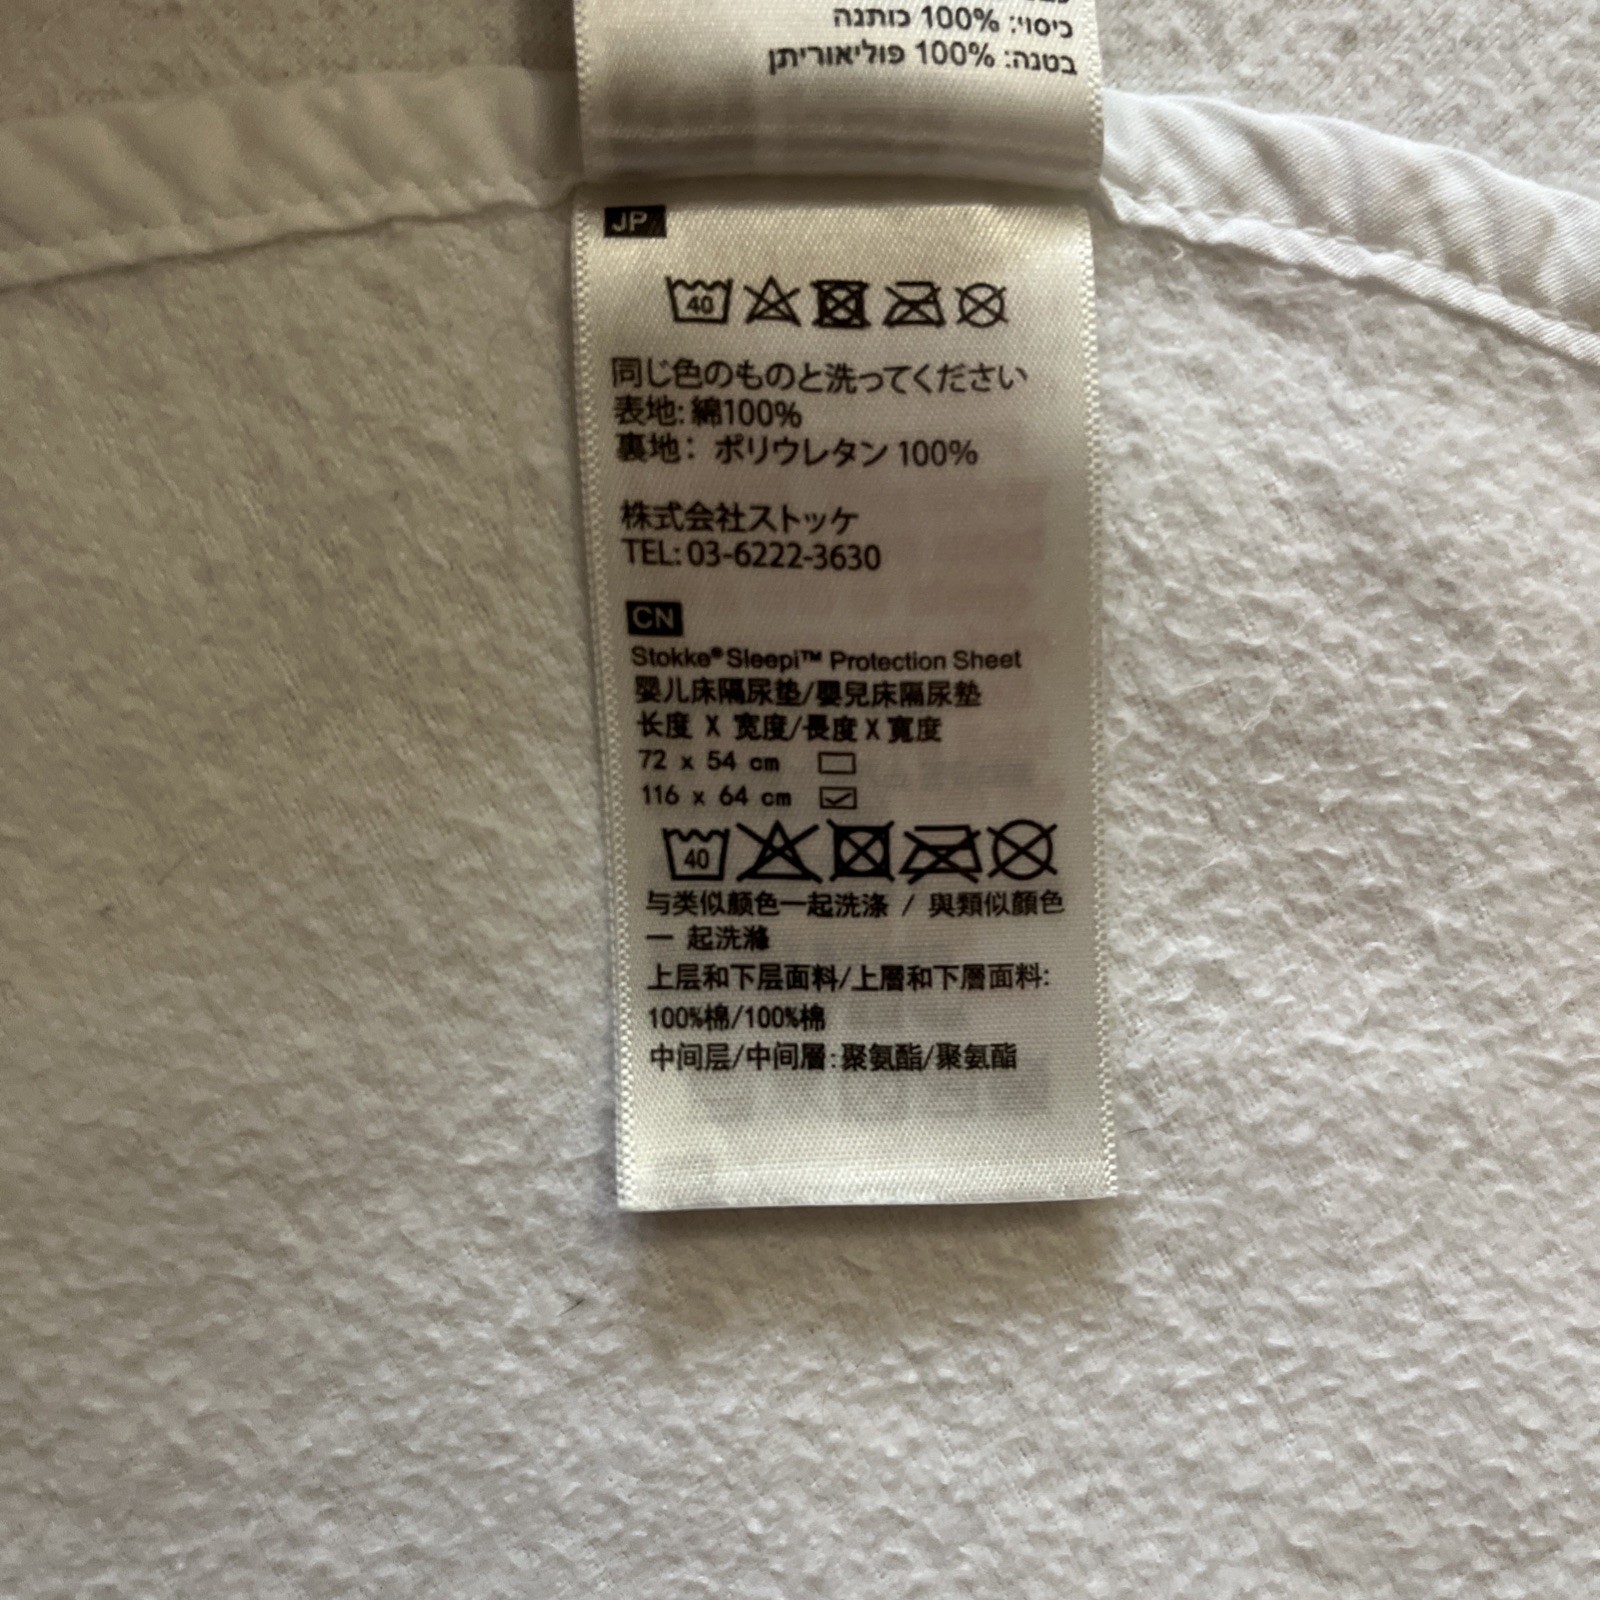 כיסוי: 100% כותנה
בטנה: 100% פוליאוריתן
JP
40
同じ色のものと洗ってください
表地: 綿100%
裏地: ポリウレタン 100%
株式会社ストッケ
TEL: 03-6222-3630
CN
Stokke® Sleepi™ Protection Sheet
婴儿床隔尿垫/嬰兒床隔尿墊
长度 X 宽度/長度 X 寬度
72 x 54 cm
116 x 64 cm
40
与类似颜色一起洗涤 / 與類似顏色
一 起洗滌
上层和下层面料/上層和下層面料:
100%棉/100%棉
中间层/中间層: 聚氨酯/聚氨酯